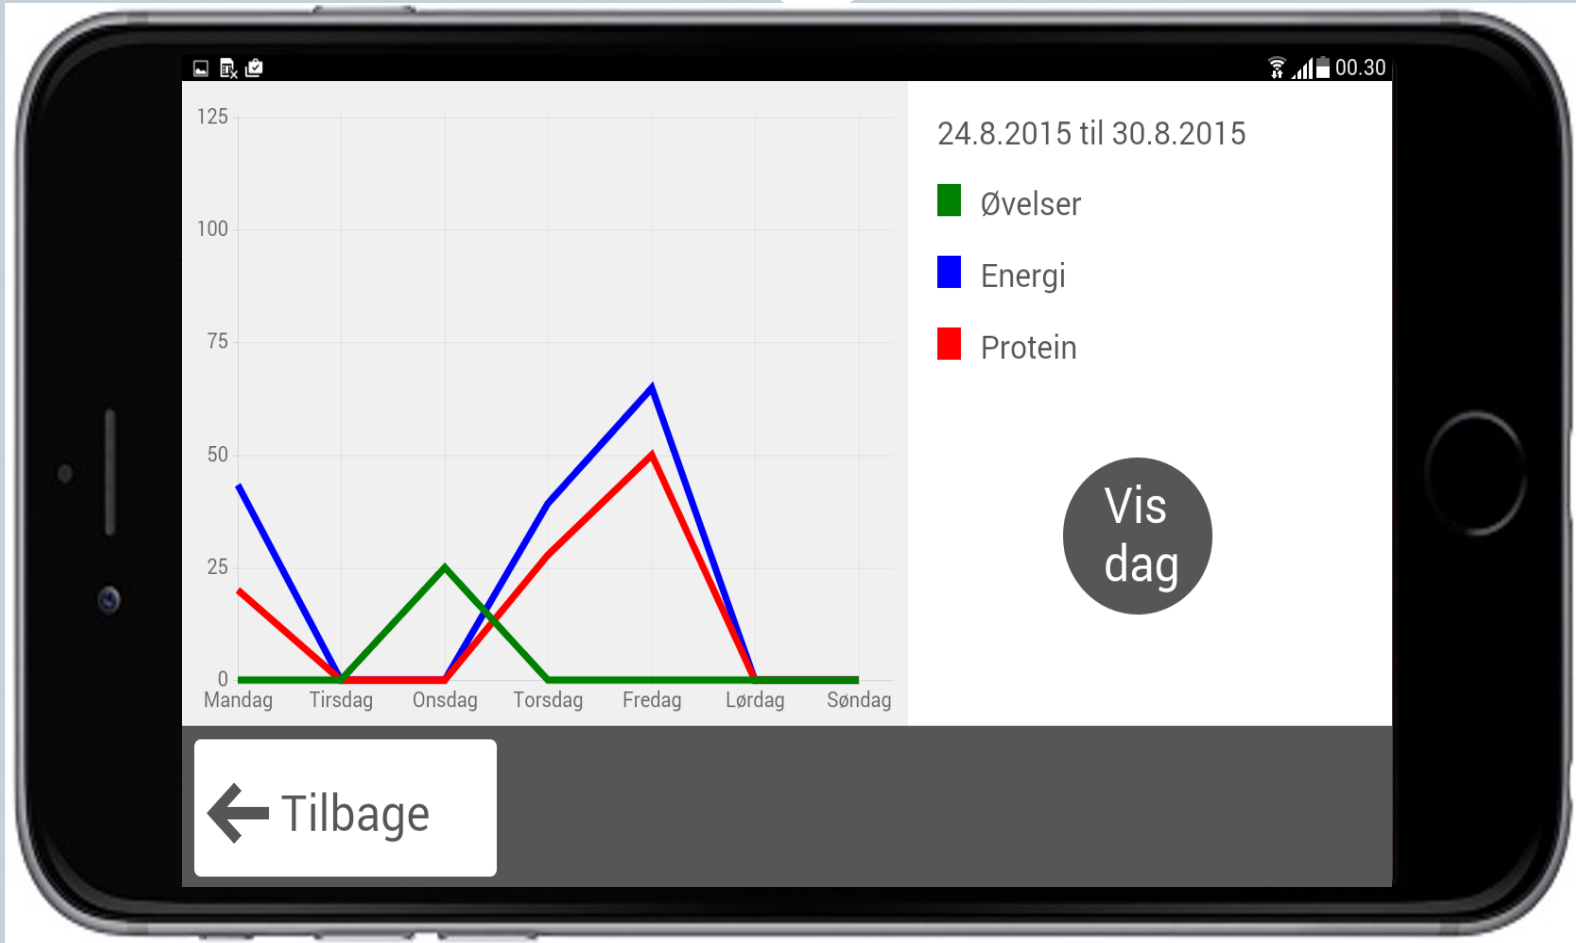 00.30
125
100
75
50
25
0
Mandag Tirsdag Onsdag Torsdag Fredag Lørdag Søndag
24.8.2015 til 30.8.2015
Øvelser
Energi
Protein
Vis
dag
Tilbage